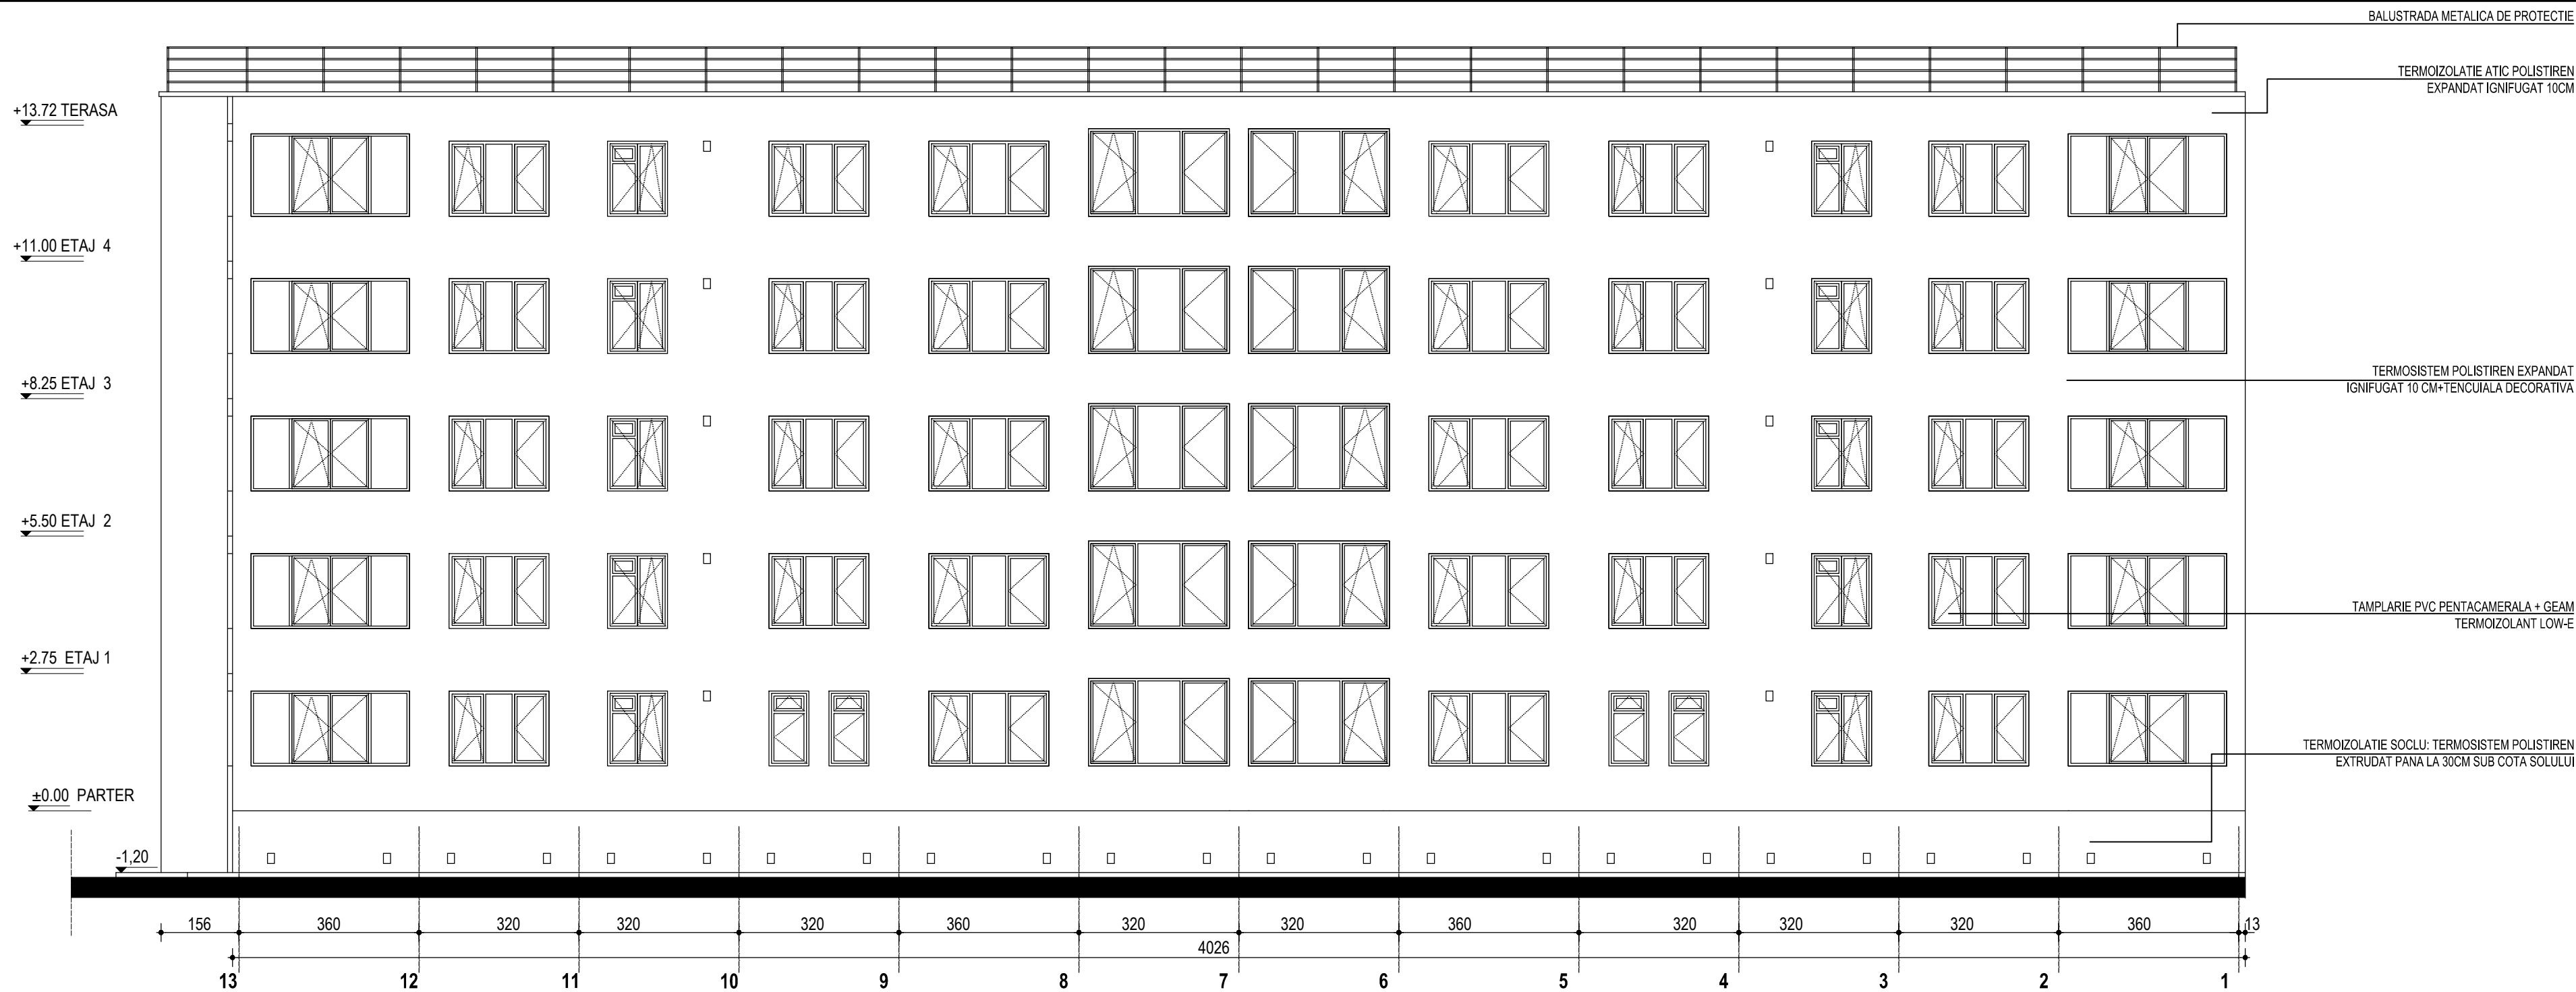 BALUSTRADA METALICA DE PROTECTIE
TERMOIZOLATIE ATIC POLISTIREN
EXPANDAT IGNIFUGAT 10CM
+13.72 TERASA
+11.00 ETAJ 4
+8.25 ETAJ 3
TERMOSISTEM POLISTIREN EXPANDAT
IGNIFUGAT 10 CM+TENCUIALA DECORATIVA
+5.50 ETAJ 2
TAMPLARIE PVC PENTACAMERALA + GEAM
TERMOIZOLANT LOW-E
+2.75 ETAJ 1
TERMOIZOLATIE SOCLU: TERMOSISTEM POLISTIREN
EXTRUDAT PANA LA 30CM SUB COTA SOLULUI
±0.00 PARTER
-1,20
156 360 320 320 320 360 320 320 360 320 320 320 360 13
4026
13 12 11 10 9 8 7 6 5 4 3 2 1